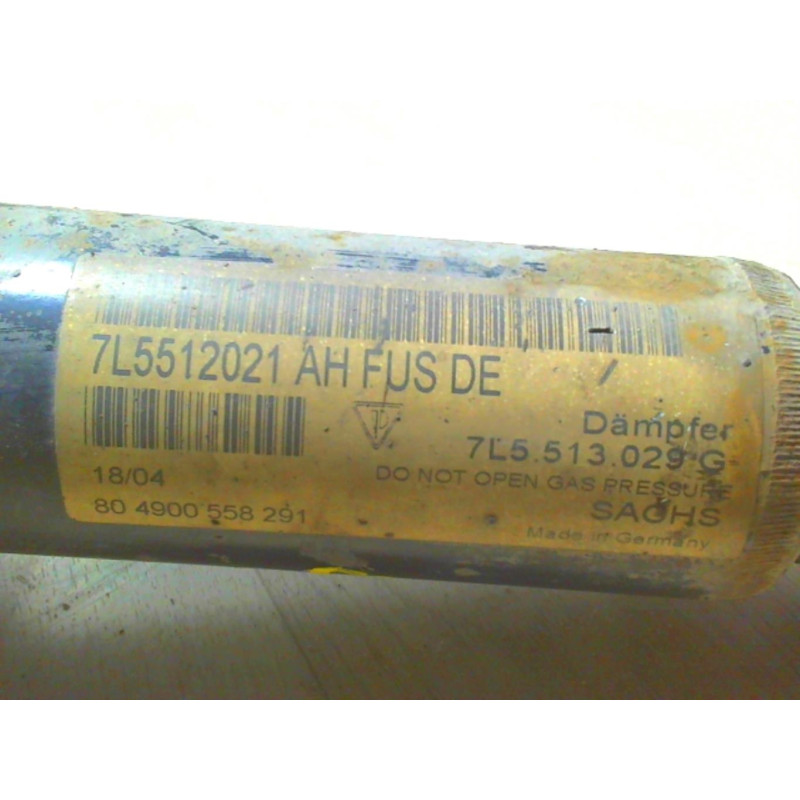 7L5512021 AH FUS DE
Dämpfer
7L5.513.029 G
18/04
DO NOT OPEN GAS PRESSURE
80 4900 558 291
SACHS
Made in Germany